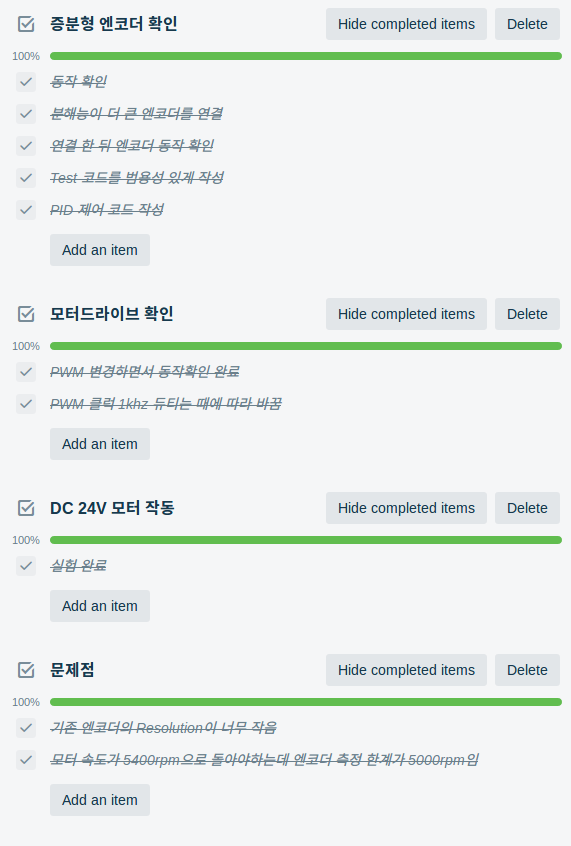 증분형 엔코더 확인 Hide completed items Delete
100%
동작 확인
분해능이 더 큰 엔코더를 연결
연결 한 뒤 엔코더 동작 확인
Test 코드를 범용성 있게 작성
PID 제어 코드 작성
Add an item
모터드라이브 확인 Hide completed items Delete
100%
PWM 변경하면서 동작확인 완료
PWM 클럭 1khz 듀티는 때에 따라 바꿈
Add an item
DC 24V 모터 작동 Hide completed items Delete
100%
실험 완료
Add an item
문제점 Hide completed items Delete
100%
기존 엔코더의 Resolution이 너무 작음
모터 속도가 5400rpm으로 돌아야하는데 엔코더 측정 한계가 5000rpm임
Add an item